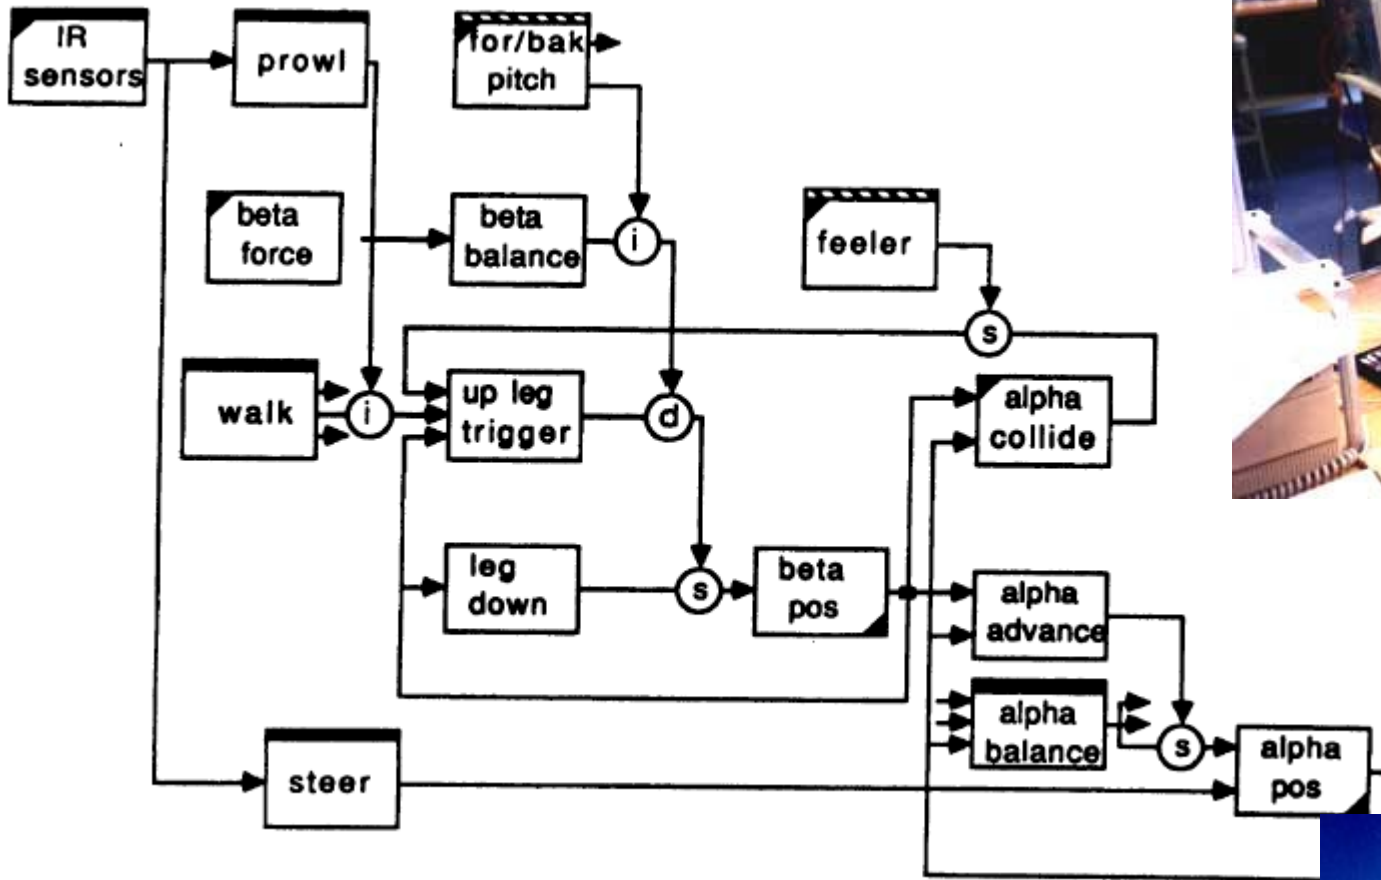 IR
sensors
prowl
for/bak
pitch
beta
force
beta
balance
i
feeler
s
walk
i
up leg
trigger
d
alpha
collide
leg
down
s
beta
pos
alpha
advance
alpha
balance
s
alpha
pos
steer